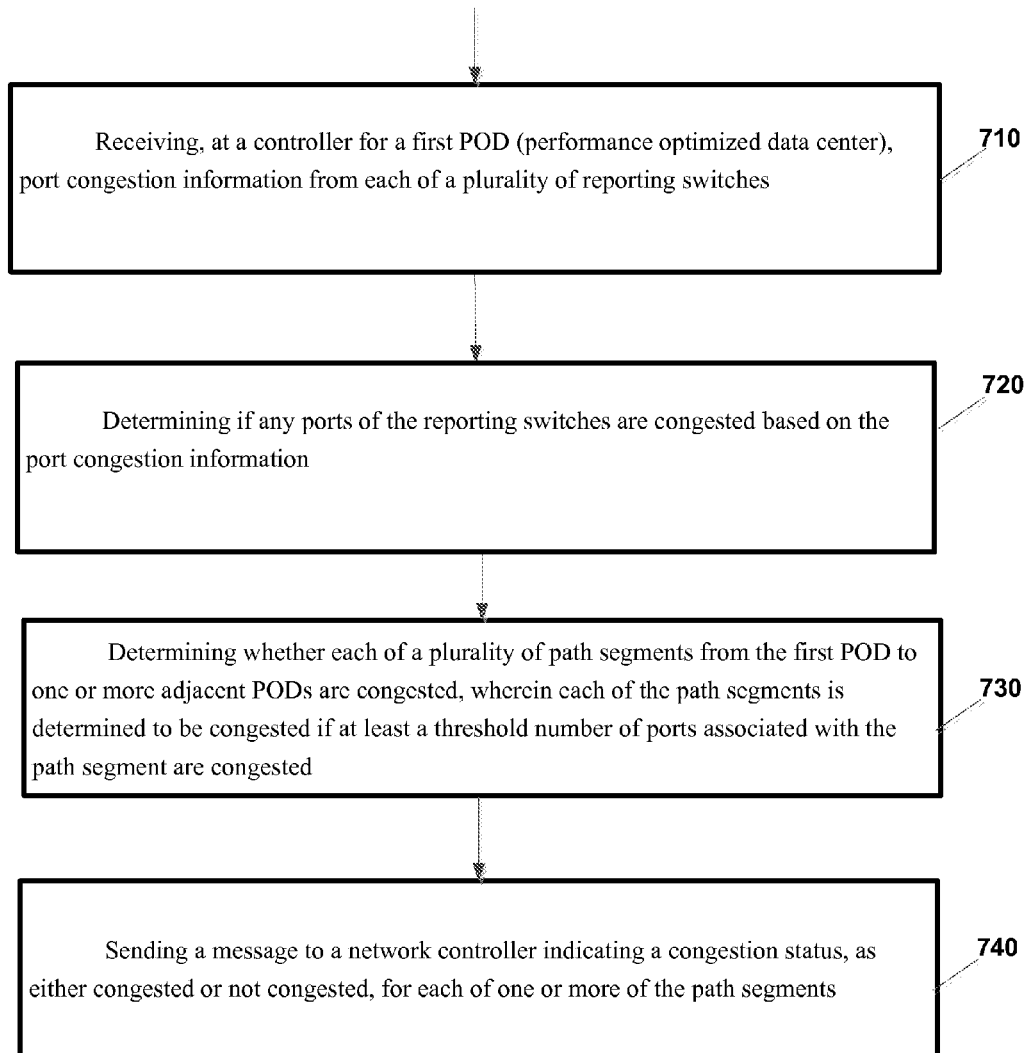 Receiving, at a controller for a first POD (performance optimized data center),
port congestion information from each of a plurality of reporting switches
710
Determining if any ports of the reporting switches are congested based on the
port congestion information
720
Determining whether each of a plurality of path segments from the first POD to
one or more adjacent PODs are congested, wherein each of the path segments is
determined to be congested if at least a threshold number of ports associated with the
path segment are congested
730
Sending a message to a network controller indicating a congestion status, as
either congested or not congested, for each of one or more of the path segments
740